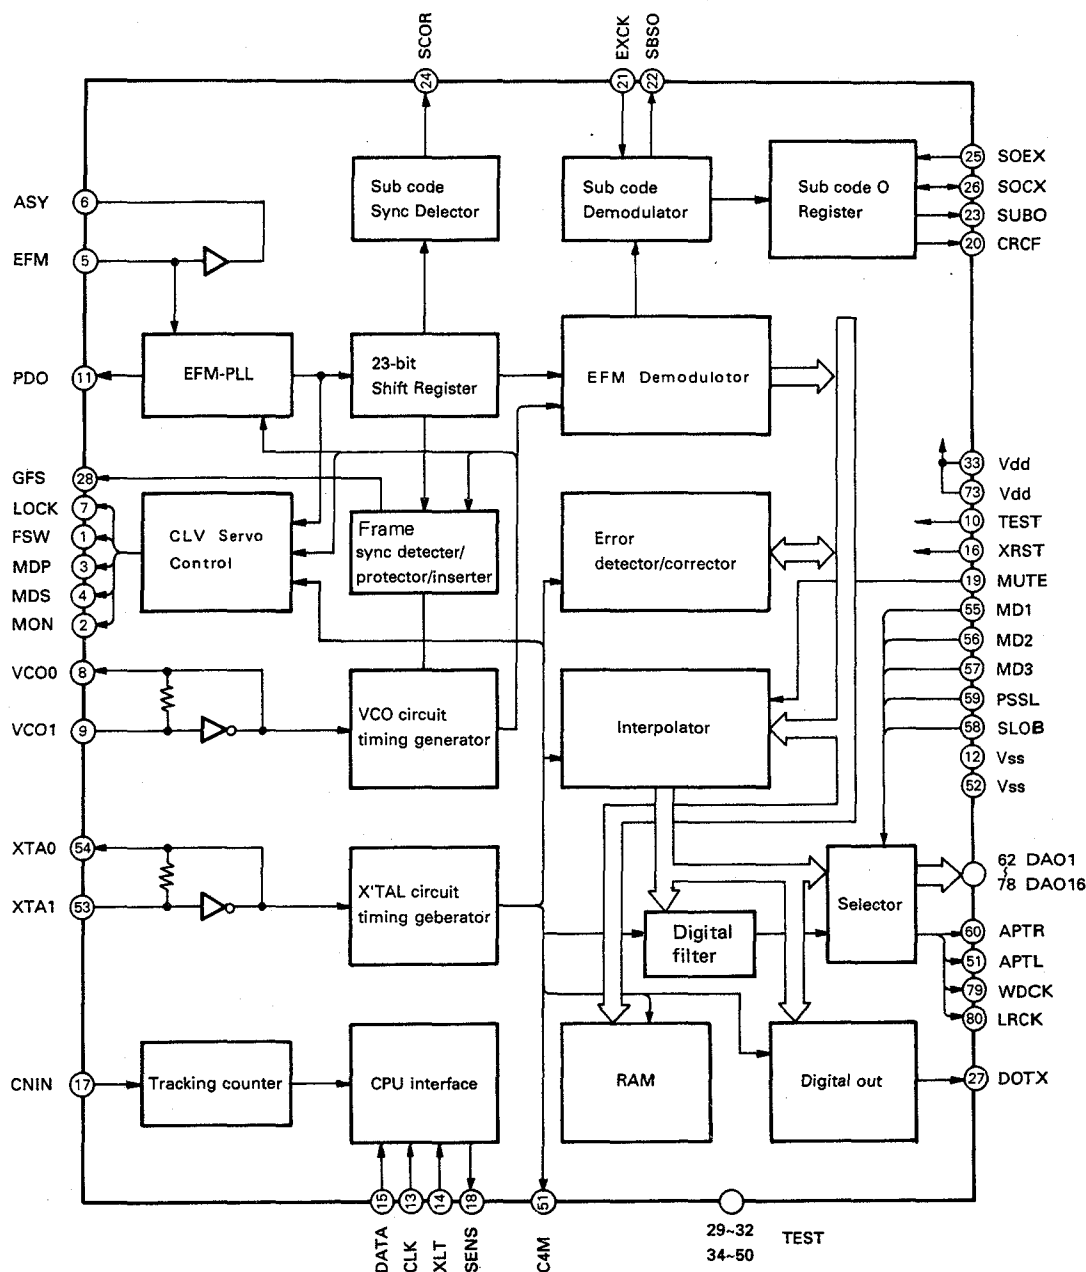 SCOR
EXCK
SBSO
24
21
22
ASY
6
EFM
5
Sub code
Sync Delector
Sub code
Demodulator
Sub code O
Register
25
SOEX
26
SOCX
23
SUBO
20
CRCF
PDO
11
EFM-PLL
23-bit
Shift Register
EFM Demodulotor
GFS
28
LOCK
7
FSW
1
MDP
3
MDS
4
MON
2
CLV Servo
Control
Frame
sync detecter/
protector/inserter
Error
detector/corrector
33
Vdd
73
Vdd
10
TEST
16
XRST
19
MUTE
55
MD1
56
MD2
57
MD3
59
PSSL
58
SLOB
12
Vss
52
Vss
VCO0
8
VCO1
9
VCO circuit
timing generator
Interpolator
XTA0
54
XTA1
53
X'TAL circuit
timing geberator
Digital
filter
Selector
62 DAO1
78 DAO16
60
APTR
51
APTL
79
WDCK
80
LRCK
CNIN
17
Tracking counter
CPU interface
RAM
Digital out
27
DOTX
15
13
14
18
51
DATA
CLK
XLT
SENS
C4M
29~32
34~50
TEST